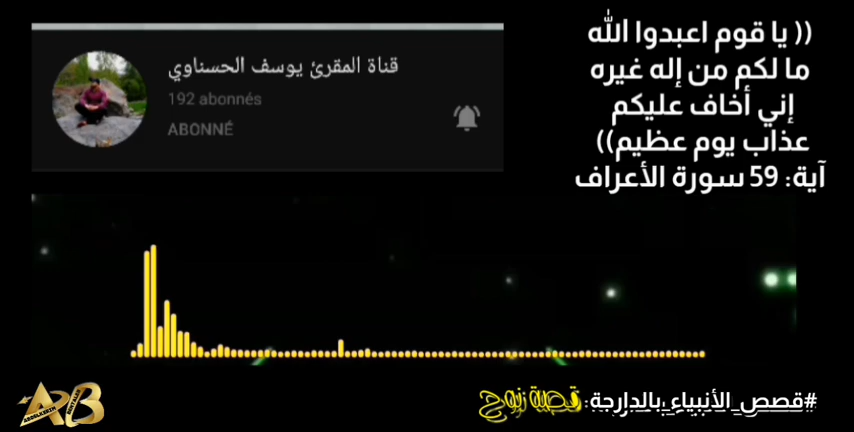 قناة المقرئ يوسف الحسناوي
192 abonnés
ABONNÉ
(( يا قوم اعبدوا الله
ما لكم من إله غيره
إني أخاف عليكم
عذاب يوم عظيم))
آية: 59 سورة الأعراف
#قصص_الأنبياء_بالدارجة: قصة نوح